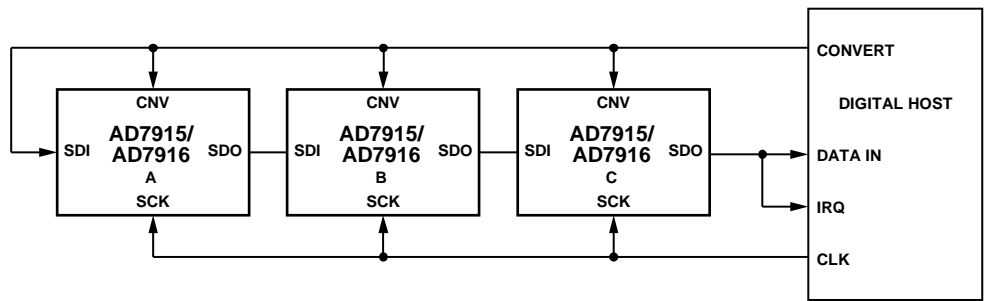 CONVERT
CNV
CNV
CNV
DIGITAL HOST
AD7915/
AD7916
AD7915/
AD7916
AD7915/
AD7916
SDI
SDO
SDI
SDO
SDI
SDO
DATA IN
A
B
C
SCK
SCK
SCK
IRQ
CLK